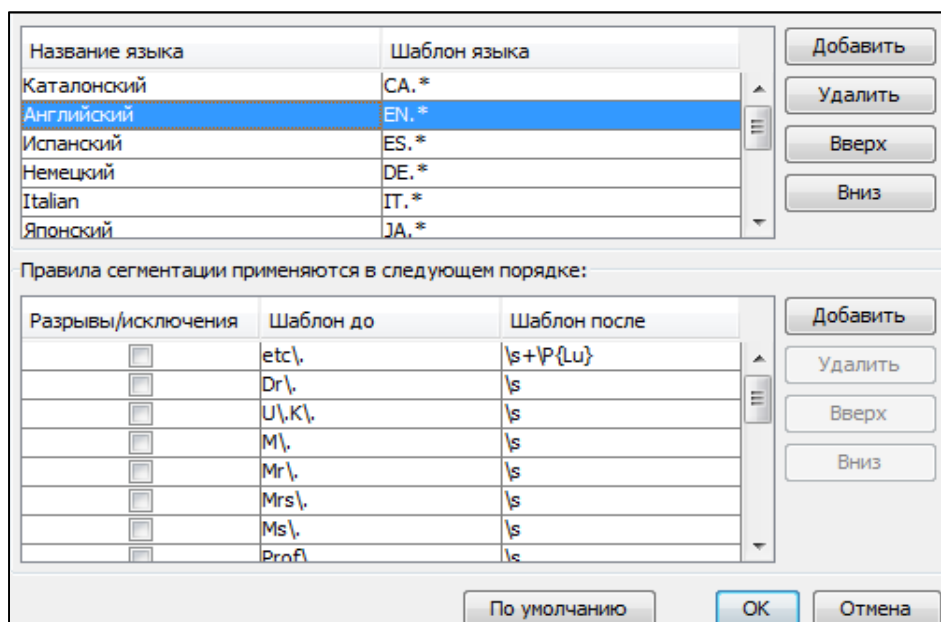 Название языка Шаблон языка Добавить
Каталонский CA.*
Удалить
Английский EN.*
Испанский ES.* Вверх
Немецкий DE.*
Italian IT.* Вниз
Японский JA.*
Правила сегментации применяются в следующем порядке:
Разрывы/исключения Шаблон до Шаблон после Добавить
etc\. \s+\P{Lu} Удалить
Dr\. \s
U\.K\. \s Вверх
M\. \s
Mr\. \s Вниз
Mrs\. \s
Ms\. \s
Prof\. \s
По умолчанию OK Отмена